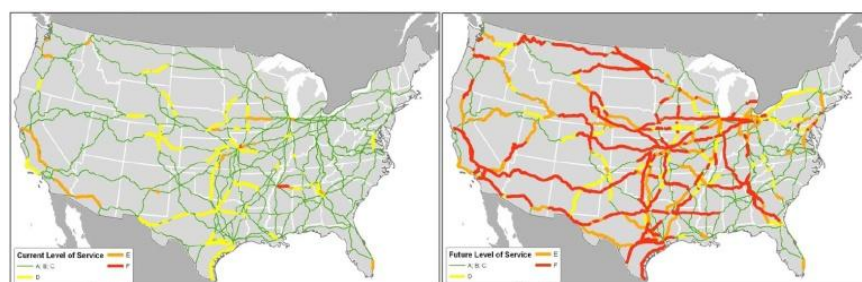 Current Level of Service
A; B; C
D
E
F
Future Level of Service
A; B; C
D
E
F